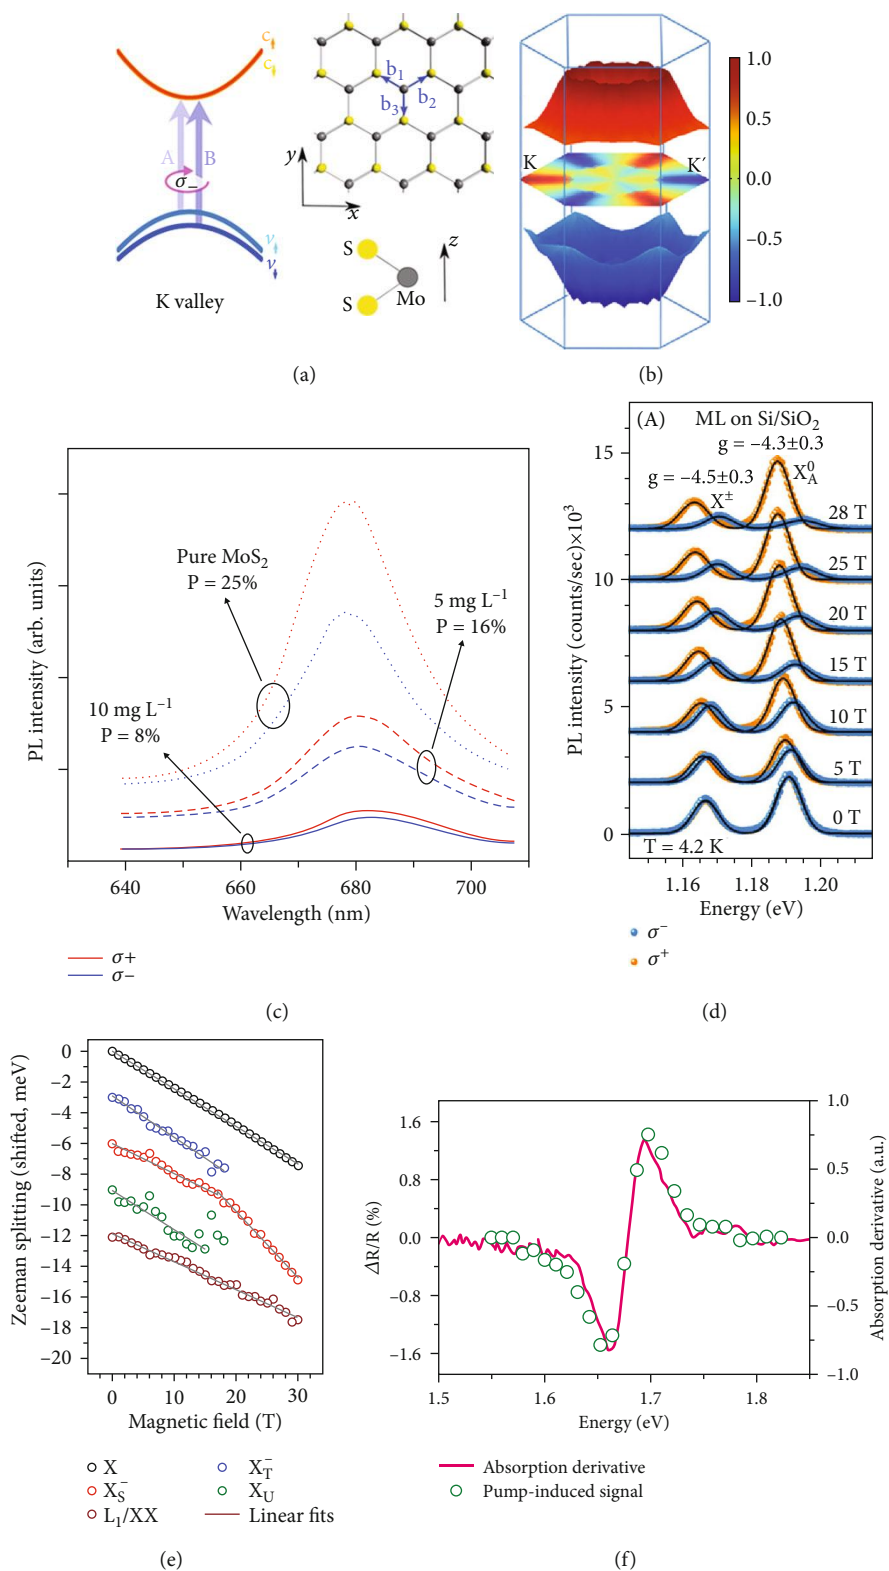 c
c
A
B
σ−
ν
ν
K valley
b1
b2
b3
y
x
z
S
S
Mo
(a)
K
K′
1.0
0.5
0.0
−0.5
−1.0
(b)
PL intensity (arb. units)
Pure MoS2
P = 25%
5 mg L−1
P = 16%
10 mg L−1
P = 8%
640
660
680
700
Wavelength (nm)
σ+
σ−
(c)
(A)
ML on Si/SiO2
g = −4.3±0.3
g = −4.5±0.3
X0A
X±
PL intensity (counts/sec)×10³
15
10
5
0
28 T
25 T
20 T
15 T
10 T
5 T
0 T
T = 4.2 K
1.16
1.18
1.20
Energy (eV)
σ−
σ+
(d)
Zeeman splitting (shifted, meV)
0
−2
−4
−6
−8
−10
−12
−14
−16
−18
−20
0
10
20
30
Magnetic field (T)
X
X−T
X−S
XU
L1/XX
Linear fits
(e)
ΔR/R (%)
1.6
0.8
0.0
−0.8
−1.6
1.0
0.5
0.0
−0.5
−1.0
Absorption derivative (a.u.)
1.5
1.6
1.7
1.8
Energy (eV)
Absorption derivative
Pump-induced signal
(f)